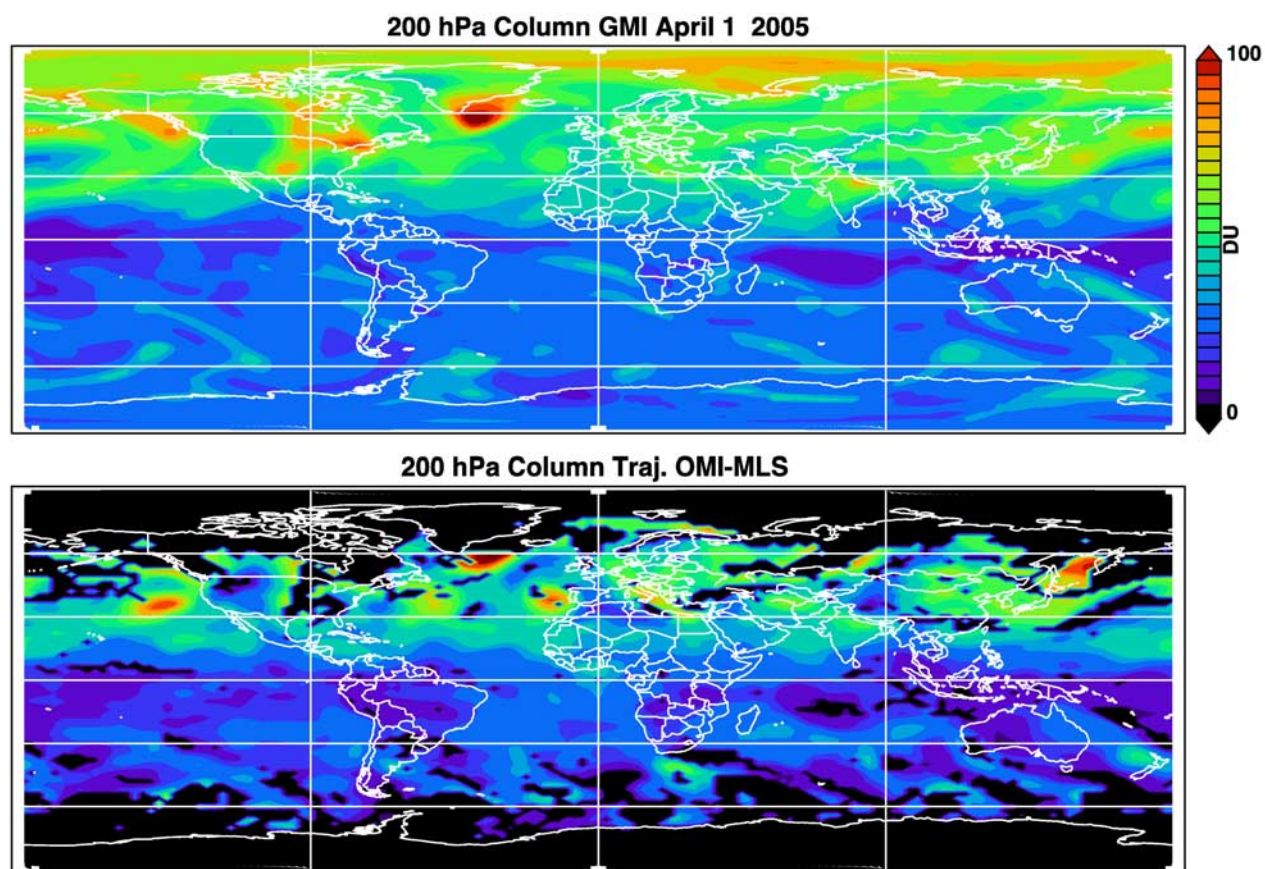 200 hPa Column GMI April 1 2005
100
DU
0
200 hPa Column Traj. OMI-MLS